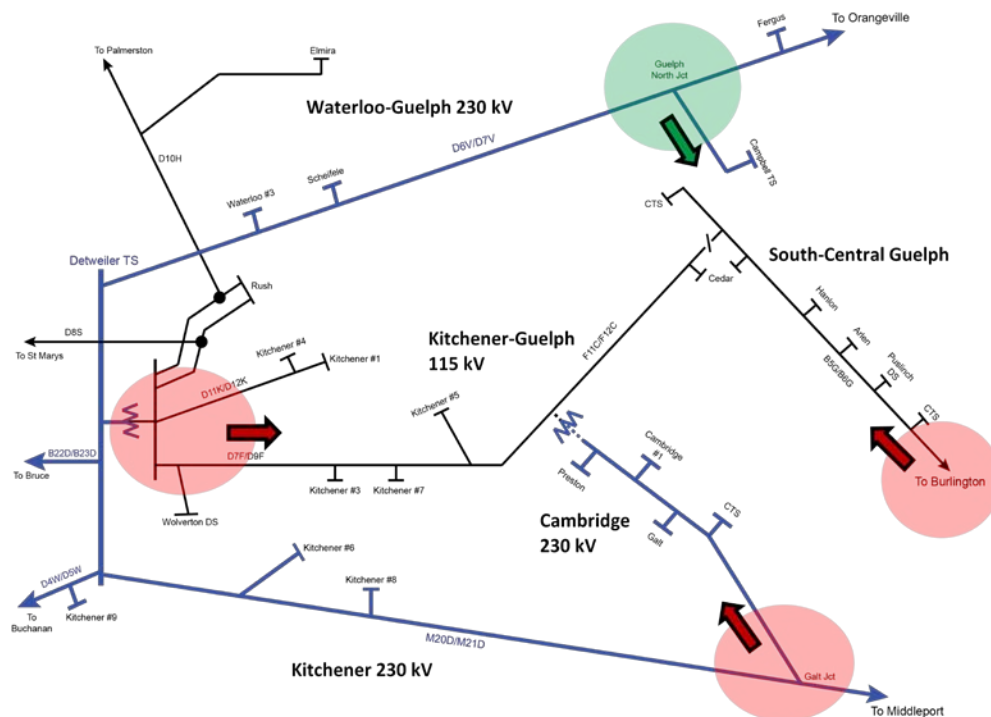 To Orangeville
Fergus
To Palmerston
Elmira
Guelph
North Jct
Waterloo-Guelph 230 kV
D6V/D7V
D10H
Campbell TS
Scheifele
Waterloo #3
CTS
Detweiler TS
South-Central Guelph
Rush
Cedar
Hanlon
D8S
To St Marys
Kitchener-Guelph
115 kV
F11C/F12C
Arlen
Puslinch
DS
B5G/B6G
Kitchener #4
Kitchener #1
D11K/D12K
Kitchener #5
CTS
B22D/B23D
To Bruce
D7F/D9F
Cambridge
#1
Preston
To Burlington
Kitchener #3
Kitchener #7
Wolverton DS
Cambridge
230 kV
Galt
CTS
Kitchener #6
D4W/D5W
Kitchener #8
To
Buchanan
Kitchener #9
M20D/M21D
Kitchener 230 kV
Galt Jct
To Middleport